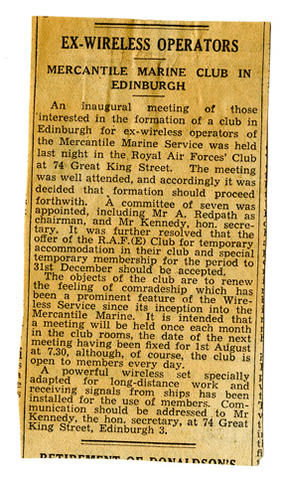 EX-WIRELESS OPERATORS
MERCANTILE MARINE CLUB IN
EDINBURGH
An inaugural meeting of those
interested in the formation of a club in
Edinburgh for ex-wireless operators of
the Mercantile Marine Service was held
last night in the Royal Air Forces' Club
at 74 Great King Street. The meeting
was well attended, and accordingly it was
decided that formation should proceed
forthwith. A committee of seven was
appointed, including Mr A. Redpath as
chairman, and Mr Kennedy, hon. secre-
tary. It was further resolved that the
offer of the R.A.F.(E) Club for temporary
accommodation in their club and special
temporary membership for the period to
31st December should be accepted.
The objects of the club are to renew
the feeling of comradeship which has
been a prominent feature of the Wire-
less Service since its inception into the
Mercantile Marine. It is intended that
a meeting will be held once each month
in the club rooms, the date of the next
meeting having been fixed for 1st August
at 7.30, although, of course, the club is
open to members every day.
A powerful wireless set specially
adapted for long-distance work and
receiving signals from ships has been
installed for the use of members. Com-
munication should be addressed to Mr
Kennedy, the hon. secretary, at 74 Great
King Street, Edinburgh 3.
RETIREMENT OF DONALDSON'S